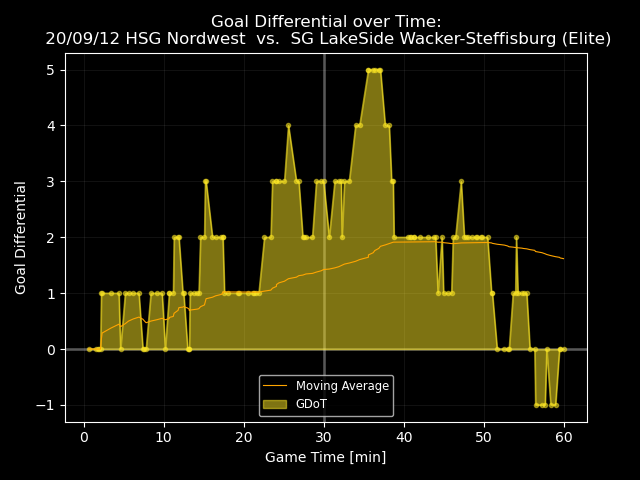 Goal Differential over Time:
20/09/12 HSG Nordwest  vs.  SG LakeSide Wacker-Steffisburg (Elite)
5
4
3
2
1
0
−1
Goal Differential
Moving Average
GDoT
0 10 20 30 40 50 60
Game Time [min]